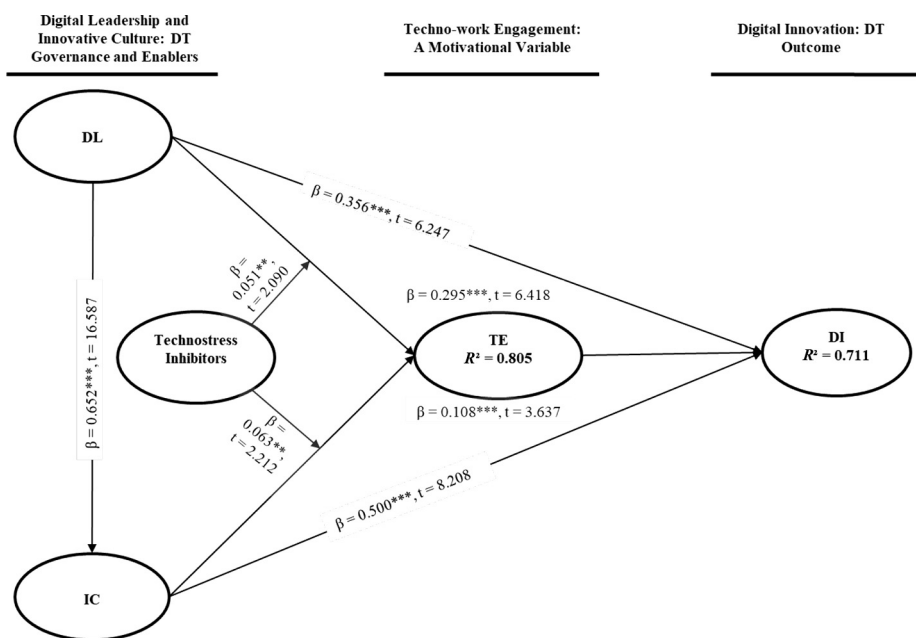 Digital Leadership and
Innovative Culture: DT
Governance and Enablers
Techno-work Engagement:
A Motivational Variable
Digital Innovation: DT
Outcome
DL
β = 0.356***, t = 6.247
β =
0.051**,
t = 2.090
β = 0.652***, t = 16.587
Technostress
Inhibitors
β = 0.295***, t = 6.418
TE
R² = 0.805
DI
R² = 0.711
β = 0.108***, t = 3.637
β =
0.063**,
t = 2.212
β = 0.500***, t = 8.208
IC